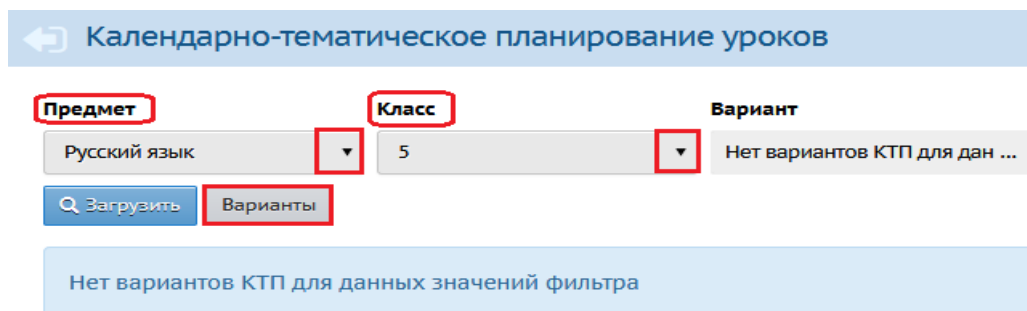 Календарно-тематическое планирование уроков
Предмет Класс Вариант
Русский язык 5 Нет вариантов КТП для дан ...
Загрузить Варианты
Нет вариантов КТП для данных значений фильтра